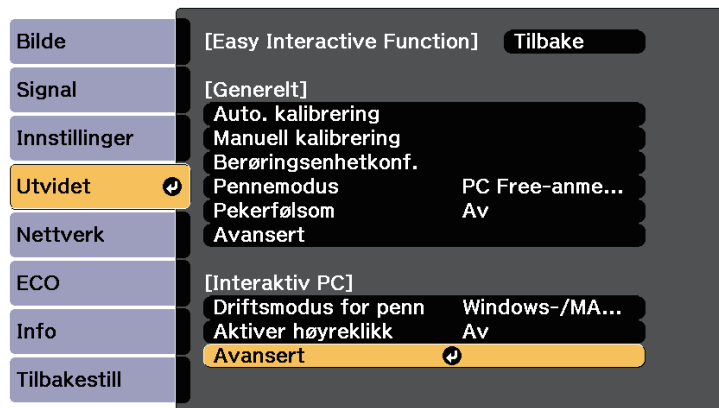 Bilde
Signal
Innstillinger
Utvidet
Nettverk
ECO
Info
Tilbakestill
[Easy Interactive Function] Tilbake
[Generelt]
Auto. kalibrering
Manuell kalibrering
Berøringsenhetkonf.
Pennemodus PC Free-anme...
Pekerfølsom Av
Avansert
[Interaktiv PC]
Driftsmodus for penn Windows-/MA...
Aktiver høyreklikk Av
Avansert